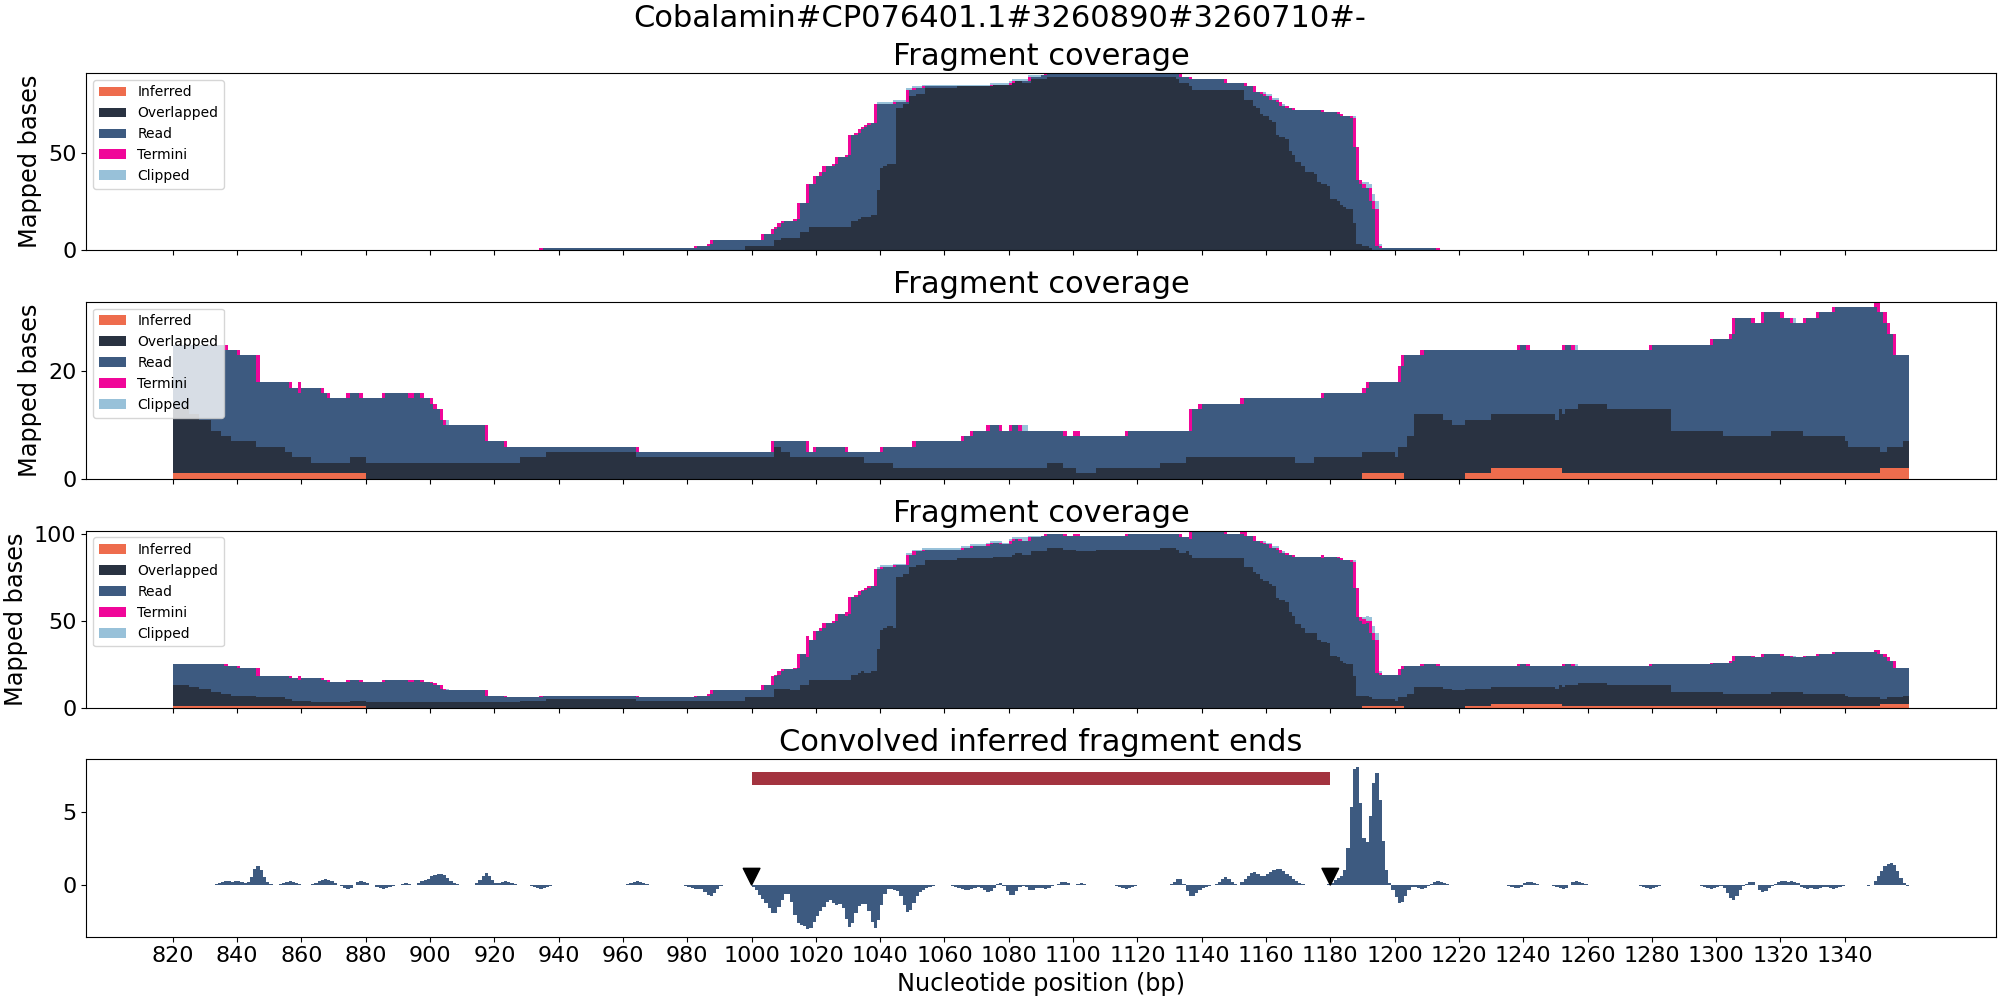 Cobalamin#CP076401.1#3260890#3260710#-
Fragment coverage
Mapped bases
50
0
Inferred
Overlapped
Read
Termini
Clipped
Fragment coverage
Mapped bases
20
0
Inferred
Overlapped
Read
Termini
Clipped
Fragment coverage
Mapped bases
100
50
0
Inferred
Overlapped
Read
Termini
Clipped
Convolved inferred fragment ends
5
0
820 840 860 880 900 920 940 960 980 1000 1020 1040 1060 1080 1100 1120 1140 1160 1180 1200 1220 1240 1260 1280 1300 1320 1340
Nucleotide position (bp)